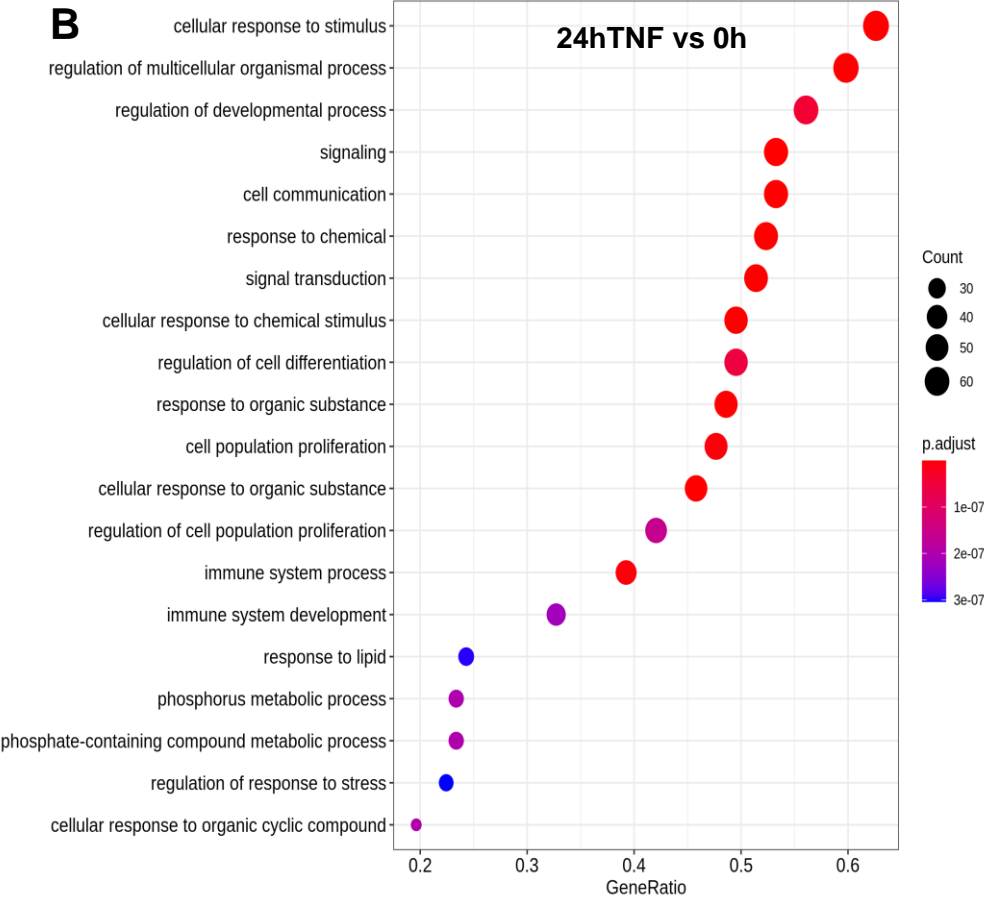 B
24hTNF vs 0h
cellular response to stimulus
regulation of multicellular organismal process
regulation of developmental process
signaling
cell communication
response to chemical
signal transduction
cellular response to chemical stimulus
regulation of cell differentiation
response to organic substance
cell population proliferation
cellular response to organic substance
regulation of cell population proliferation
immune system process
immune system development
response to lipid
phosphorus metabolic process
phosphate-containing compound metabolic process
regulation of response to stress
cellular response to organic cyclic compound
0.2 0.3 0.4 0.5 0.6
GeneRatio
Count
30
40
50
60
p.adjust
1e-07
2e-07
3e-07